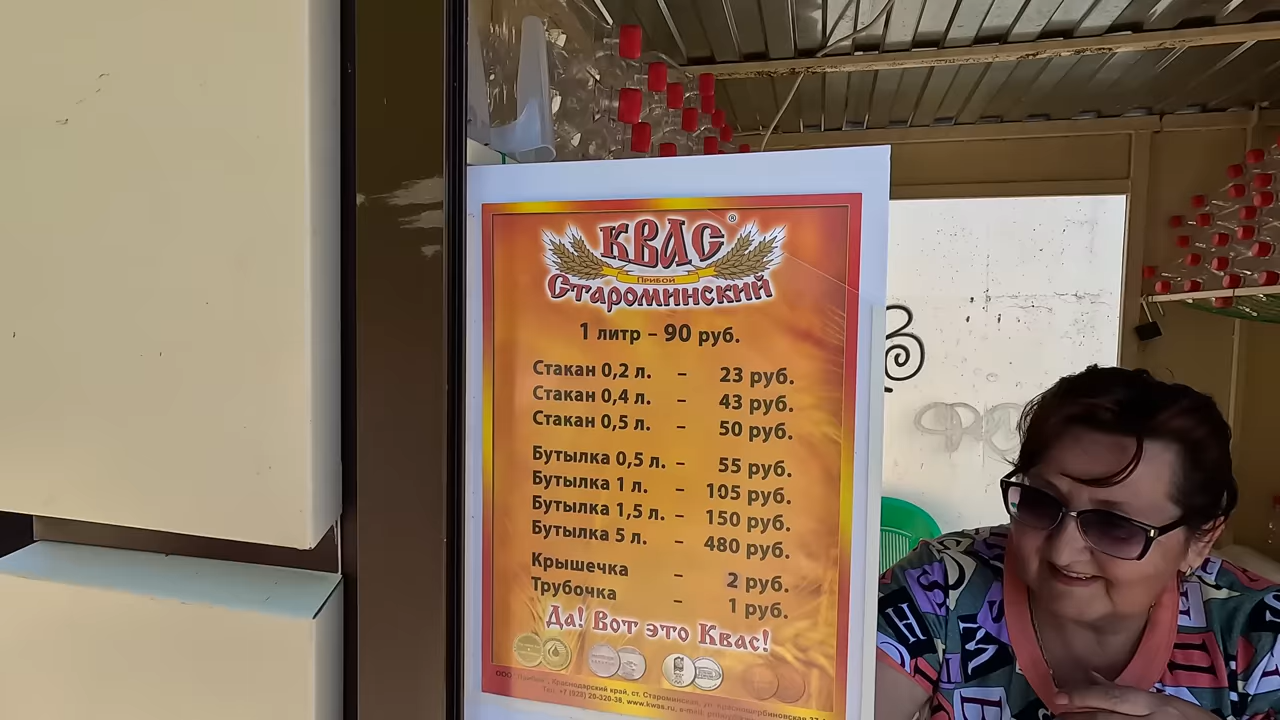 КВАС®
ПРИБОЙ
Староминский
1 литр – 90 руб.
Стакан 0,2 л. – 23 руб.
Стакан 0,4 л. – 43 руб.
Стакан 0,5 л. – 50 руб.
Бутылка 0,5 л. – 55 руб.
Бутылка 1 л. – 105 руб.
Бутылка 1,5 л. – 150 руб.
Бутылка 5 л. – 480 руб.
Крышечка – 2 руб.
Трубочка – 1 руб.
Да! Вот это Квас!
ООО "Прибой", Краснодарский край, ст. Староминская, ул. Краснощербиновская
Тел. +7 (928) 20-320-38, www.kwas.ru, e-mail: